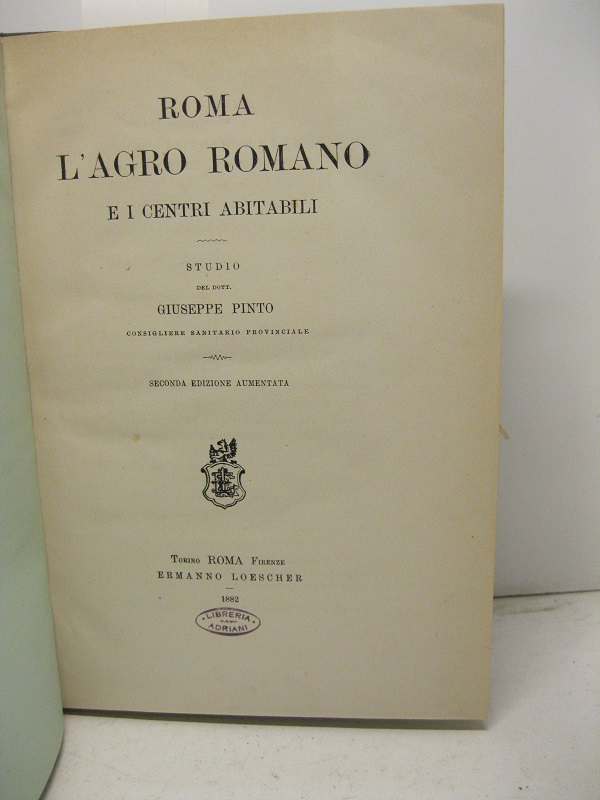 ROMA
L'AGRO ROMANO
E I CENTRI ABITABILI
STUDIO
DEL DOTT.
GIUSEPPE PINTO
CONSIGLIERE SANITARIO PROVINCIALE
SECONDA EDIZIONE AUMENTATA
TORINO ROMA FIRENZE
ERMANNO LOESCHER
1882
LIBRERIA
ADRIANI